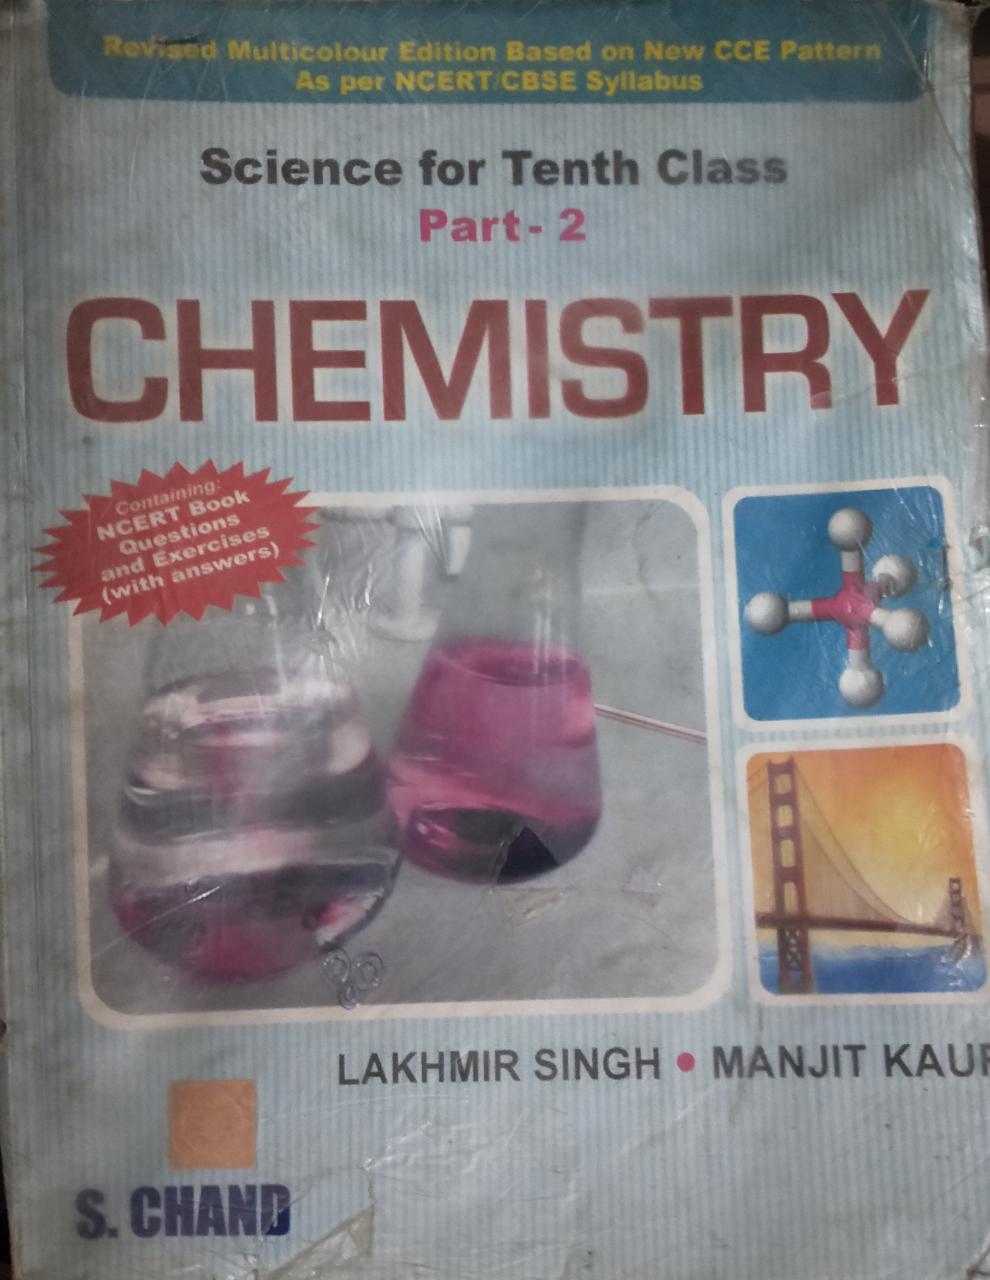 Revised Multicolour Edition Based on New CCE Pattern
As per NCERT/CBSE Syllabus
Science for Tenth Class
Part - 2
CHEMISTRY
Containing:
NCERT Book
Questions
and Exercises
(with answers)
LAKHMIR SINGH • MANJIT KAUR
S. CHAND